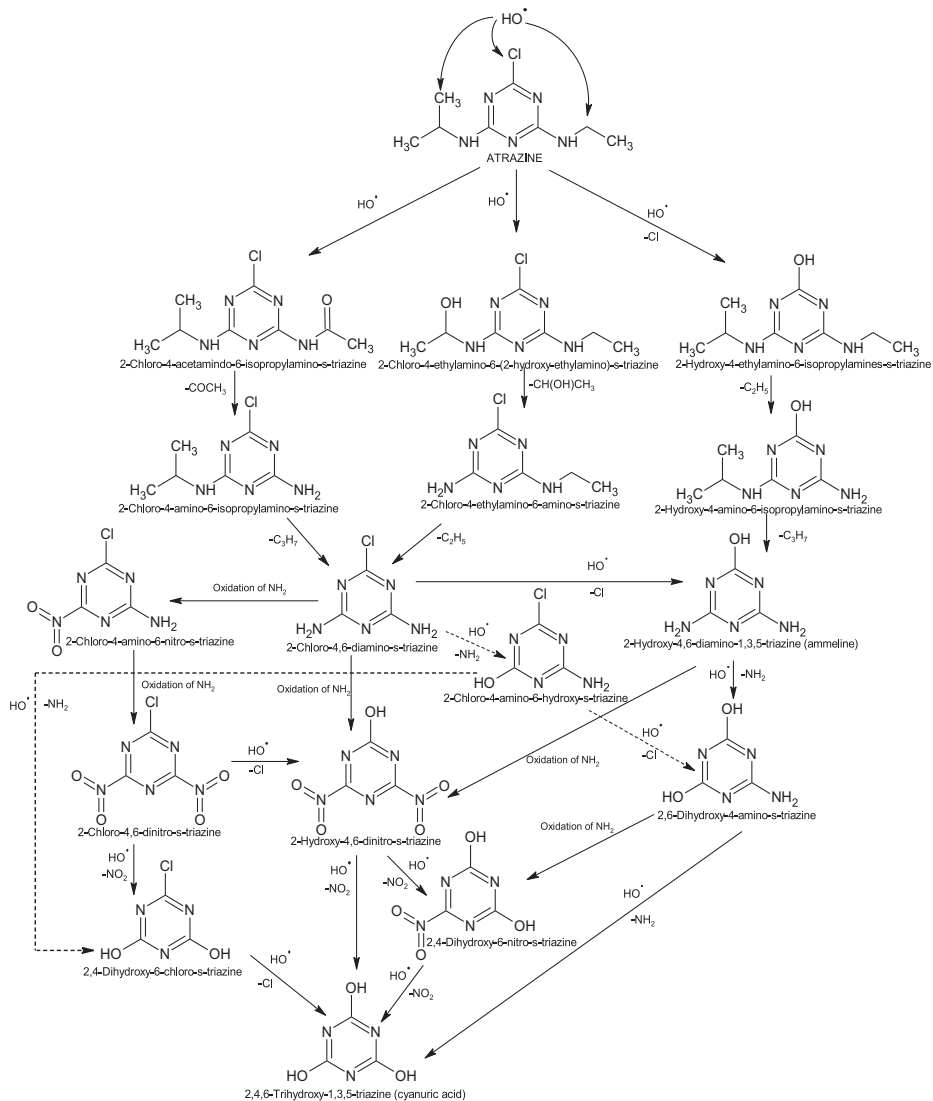 HO•
Cl
CH3
N
N
H3C
NH
N
NH
CH3
ATRAZINE
HO•
HO•
HO•
-Cl
Cl
CH3
N
N
O
H3C
NH
N
NH
CH3
2-Chloro-4-acetamindo-6-isopropylamino-s-triazine
Cl
OH
N
N
H3C
NH
N
NH
CH3
2-Chloro-4-ethylamino-6-(2-hydroxy-ethylamino)-s-triazine
OH
CH3
N
N
H3C
NH
N
NH
CH3
2-Hydroxy-4-ethylamino-6-isopropylamines-s-triazine
-COCH3
-CH(OH)CH3
-C2H5
Cl
CH3
N
N
H3C
NH
N
NH2
2-Chloro-4-amino-6-isopropylamino-s-triazine
Cl
N
N
H2N
N
NH
CH3
2-Chloro-4-ethylamino-6-amino-s-triazine
OH
CH3
N
N
H3C
NH
N
NH2
2-Hydroxy-4-amino-6-isopropylamino-s-triazine
-C3H7
-C2H5
-C3H7
Cl
N
N
O
N
N
NH2
O
2-Chloro-4-amino-6-nitro-s-triazine
Oxidation of NH2
Cl
N
N
H2N
N
NH2
2-Chloro-4,6-diamino-s-triazine
HO•
-Cl
OH
N
N
NH2
N
NH2
2-Hydroxy-4,6-diamino-1,3,5-triazine (ammeline)
HO•
-NH2
Cl
N
N
HO
N
NH2
2-Chloro-4-amino-6-hydroxy-s-triazine
HO•
-NH2
Oxidation of NH2
Oxidation of NH2
HO•
-NH2
HO•
-Cl
Oxidation of NH2
Cl
N
N
O
N
N
N
O
O
O
2-Chloro-4,6-dinitro-s-triazine
HO•
-Cl
OH
N
N
O
N
N
N
O
O
O
2-Hydroxy-4,6-dinitro-s-triazine
OH
N
N
HO
N
NH2
2,6-Dihydroxy-4-amino-s-triazine
Oxidation of NH2
HO•
-NO2
HO•
-NO2
HO•
-NO2
HO•
-NH2
Cl
N
N
HO
N
OH
2,4-Dihydroxy-6-chloro-s-triazine
OH
N
N
O
N
N
OH
O
2,4-Dihydroxy-6-nitro-s-triazine
HO•
-Cl
HO•
-NO2
OH
N
N
HO
N
OH
2,4,6-Trihydroxy-1,3,5-triazine (cyanuric acid)